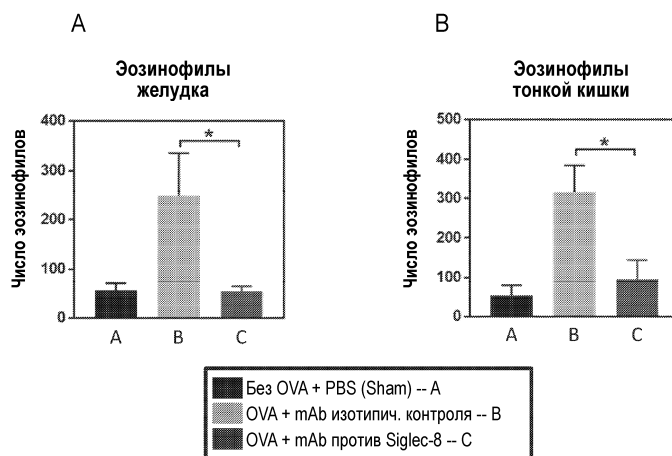 A
Эозинофилы
желудка
Число эозинофилов
400
300
200
100
0
*
A
B
C
B
Эозинофилы
тонкой кишки
Число эозинофилов
500
400
300
200
100
0
*
A
B
C
Без OVA + PBS (Sham) -- A
OVA + mAb изотипич. контроля -- B
OVA + mAb против Siglec-8 -- C